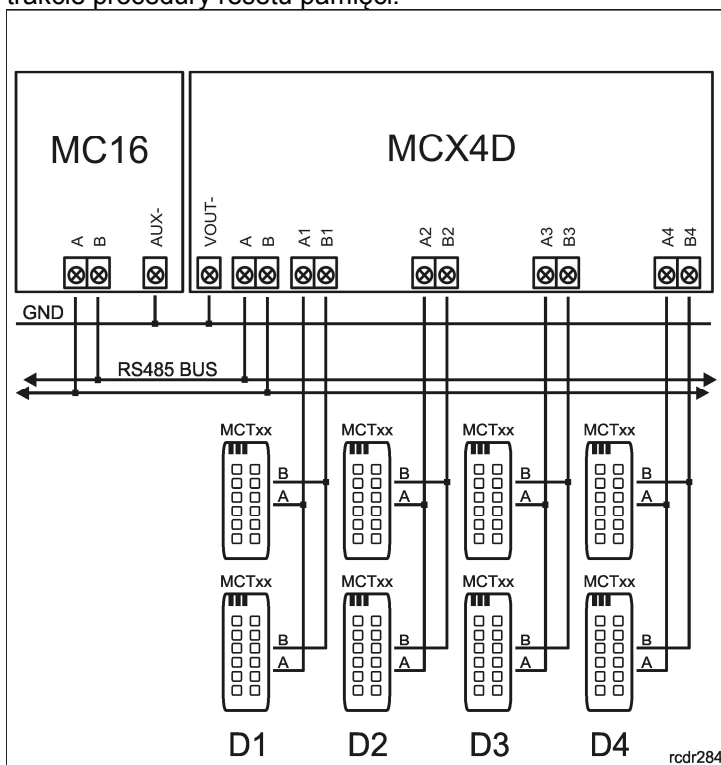 trakcie procedury resetu pamięci.
MC16
MCX4D
A
B
AUX-
VOUT-
A
B
A1
B1
A2
B2
A3
B3
A4
B4
GND
RS485 BUS
MCTxx
MCTxx
MCTxx
MCTxx
B
B
B
B
A
A
A
A
MCTxx
MCTxx
MCTxx
MCTxx
B
B
B
B
A
A
A
A
D1
D2
D3
D4
rcdr284